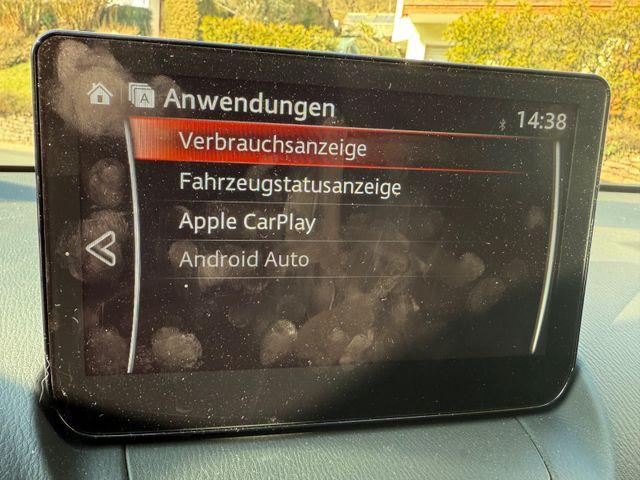 A Anwendungen
14:38
Verbrauchsanzeige
Fahrzeugstatusanzeige
Apple CarPlay
Android Auto